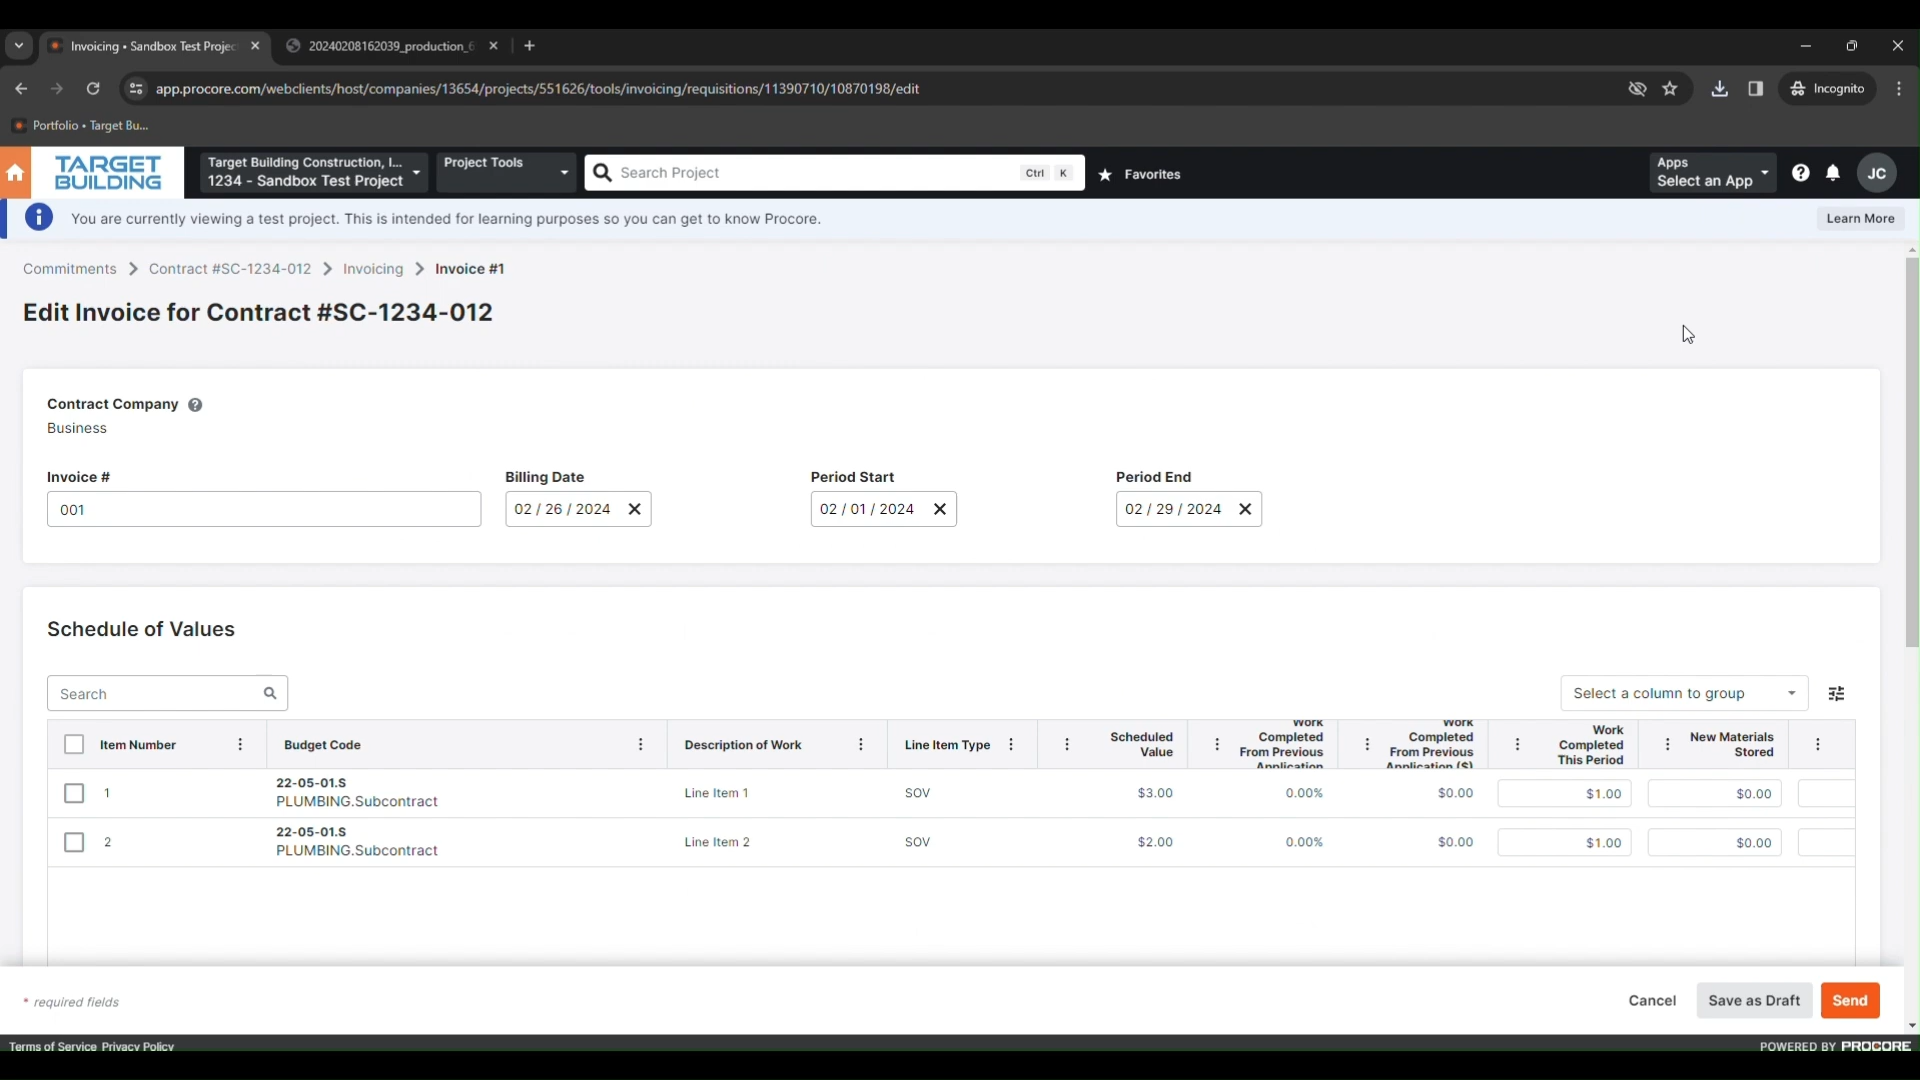 Invoicing • Sandbox Test Projec
20240208162039_production_6
app.procore.com/webclients/host/companies/13654/projects/551626/tools/invoicing/requisitions/11390710/10870198/edit
Incognito
Portfolio • Target Bu...
TARGET
BUILDING
Target Building Construction, I...
1234 - Sandbox Test Project
Project Tools
Search Project
Ctrl K
Favorites
Apps
Select an App
JC
You are currently viewing a test project. This is intended for learning purposes so you can get to know Procore.
Learn More
Commitments Contract #SC-1234-012 Invoicing Invoice #1
Edit Invoice for Contract #SC-1234-012
Contract Company
Business
Invoice # Billing Date Period Start Period End
001 02 / 26 / 2024 02 / 01 / 2024 02 / 29 / 2024
Schedule of Values
Search
Select a column to group
Item Number
Budget Code
Description of Work
Line Item Type
Scheduled
Value
Work
Completed
From Previous
Application
Work
Completed
From Previous
Application ($)
Work
Completed
This Period
New Materials
Stored
1
22-05-01.S
PLUMBING.Subcontract
Line Item 1 SOV $3.00 0.00% $0.00 $1.00 $0.00
2
22-05-01.S
PLUMBING.Subcontract
Line Item 2 SOV $2.00 0.00% $0.00 $1.00 $0.00
* required fields
Cancel Save as Draft Send
Terms of Service Privacy Policy
POWERED BY PROCORE